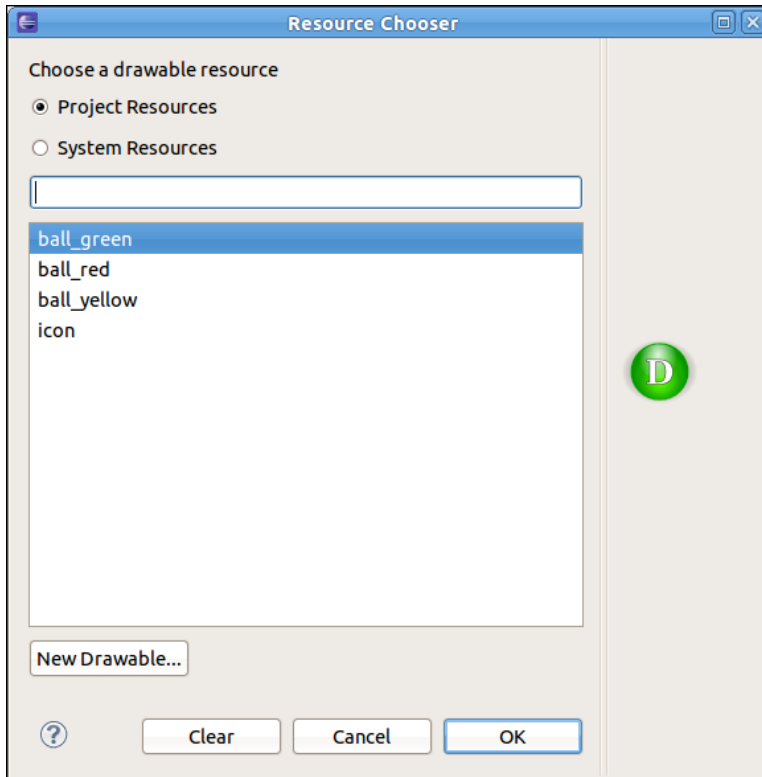 Resource Chooser
Choose a drawable resource
Project Resources
System Resources
ball_green
ball_red
ball_yellow
icon
D
New Drawable...
?
Clear
Cancel
OK